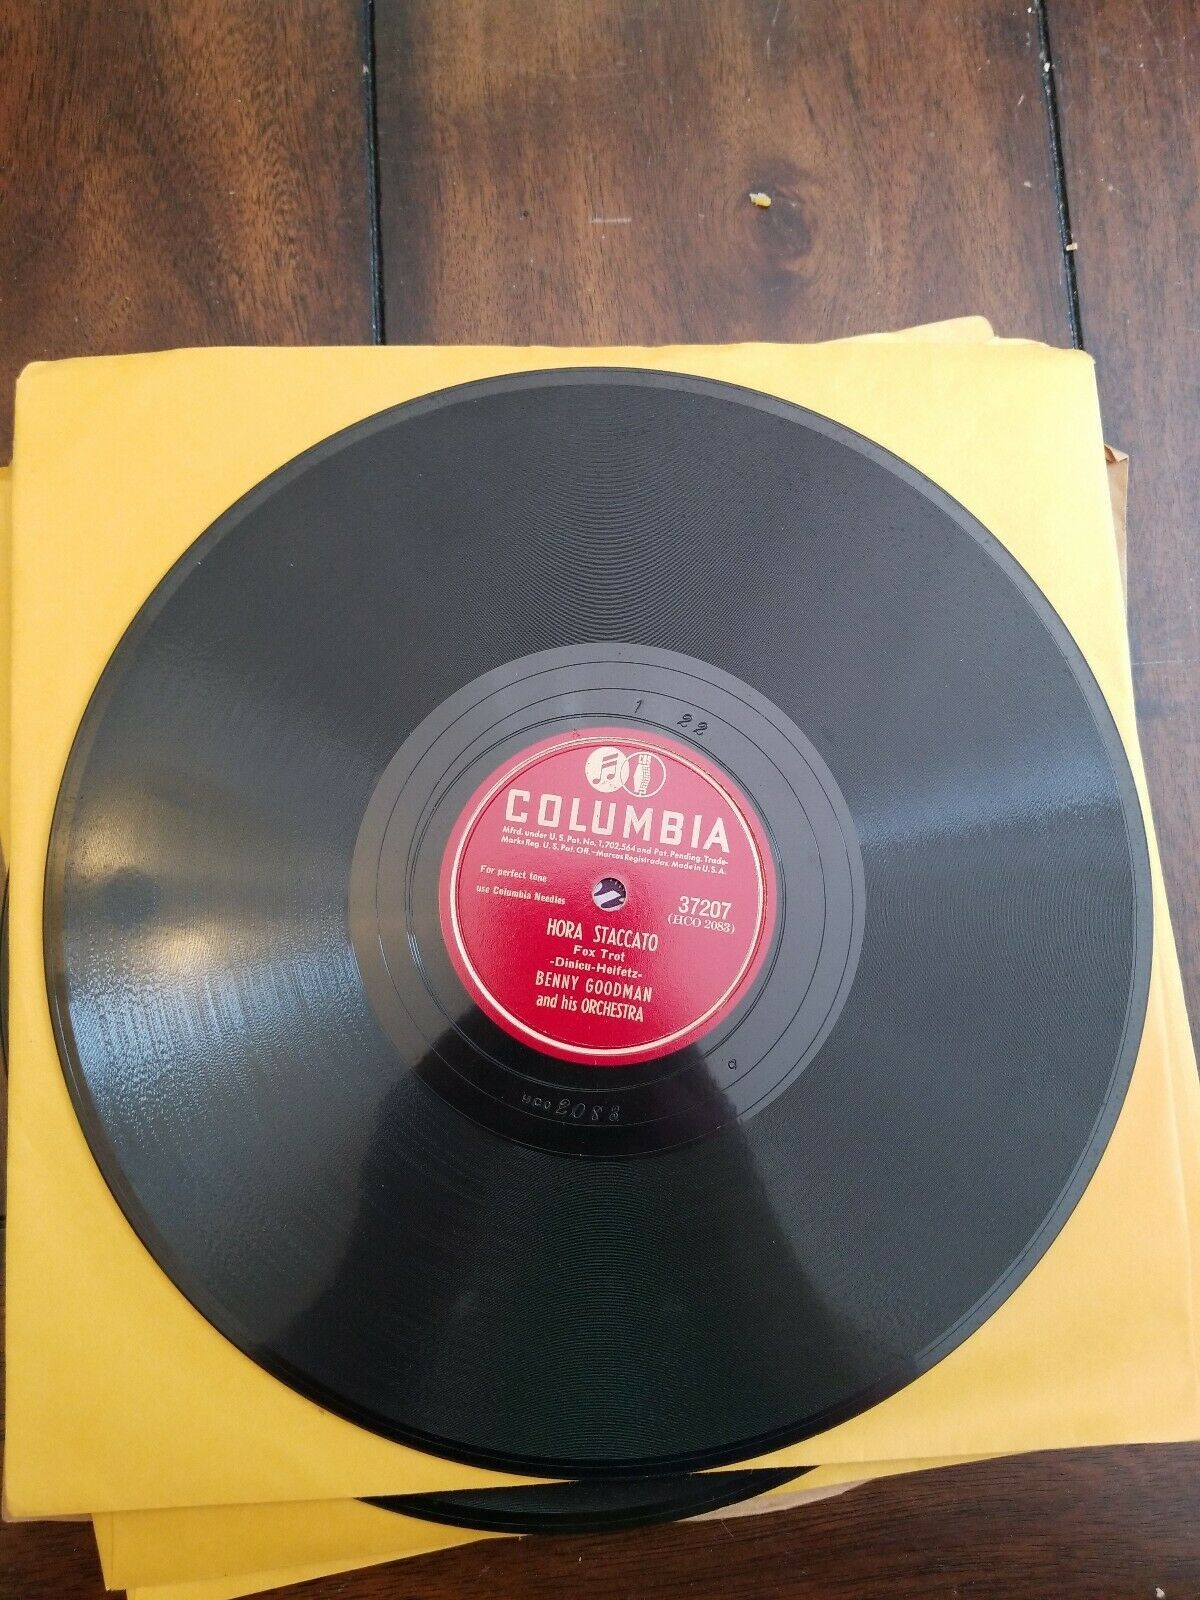 1 22
COLUMBIA
Mfrd. under U. S. Pat. No. 1,702,564 and Pat. Pending. Trade-
Marks Reg. U. S. Pat. Off.—Marcas Registradas. Made in U. S. A.
For perfect tone
use Columbia Needles
37207
(HCO 2083)
HORA STACCATO
Fox Trot
-Dinicu-Heifetz-
BENNY GOODMAN
and his ORCHESTRA
HCO 2083